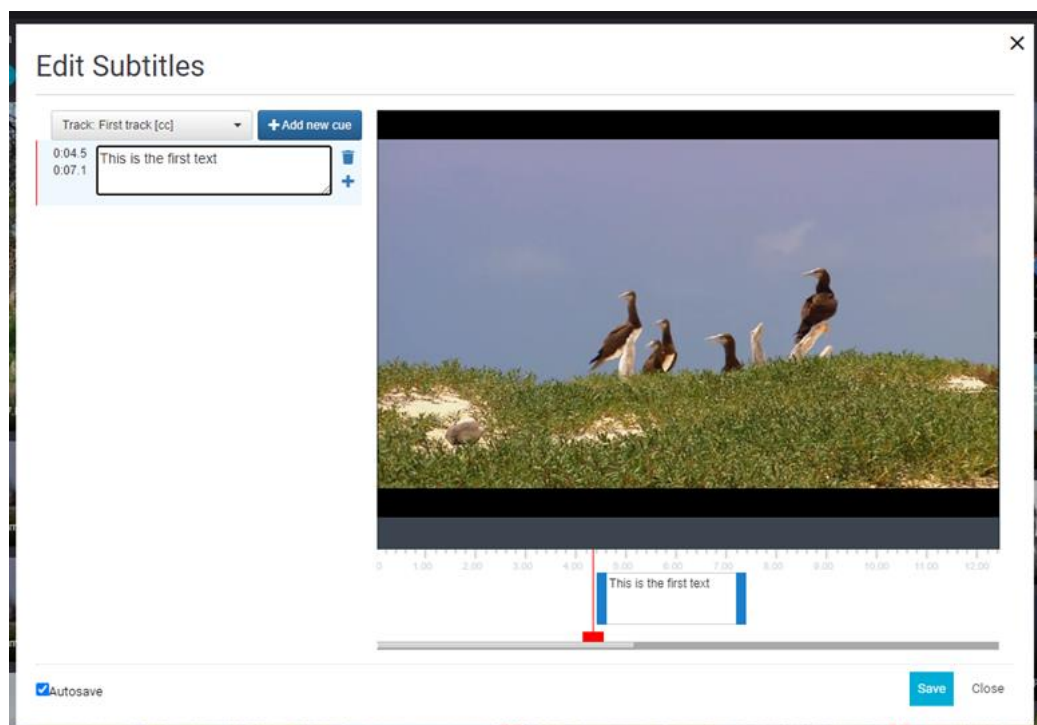 Edit Subtitles
Track: First track [cc]
+ Add new cue
0:04.5
0:07.1
This is the first text
0 1.00 2.00 3.00 4.00 5.00 6.00 7.00 8.00 9.00 10.00 11.00 12.00
This is the first text
Autosave
Save
Close